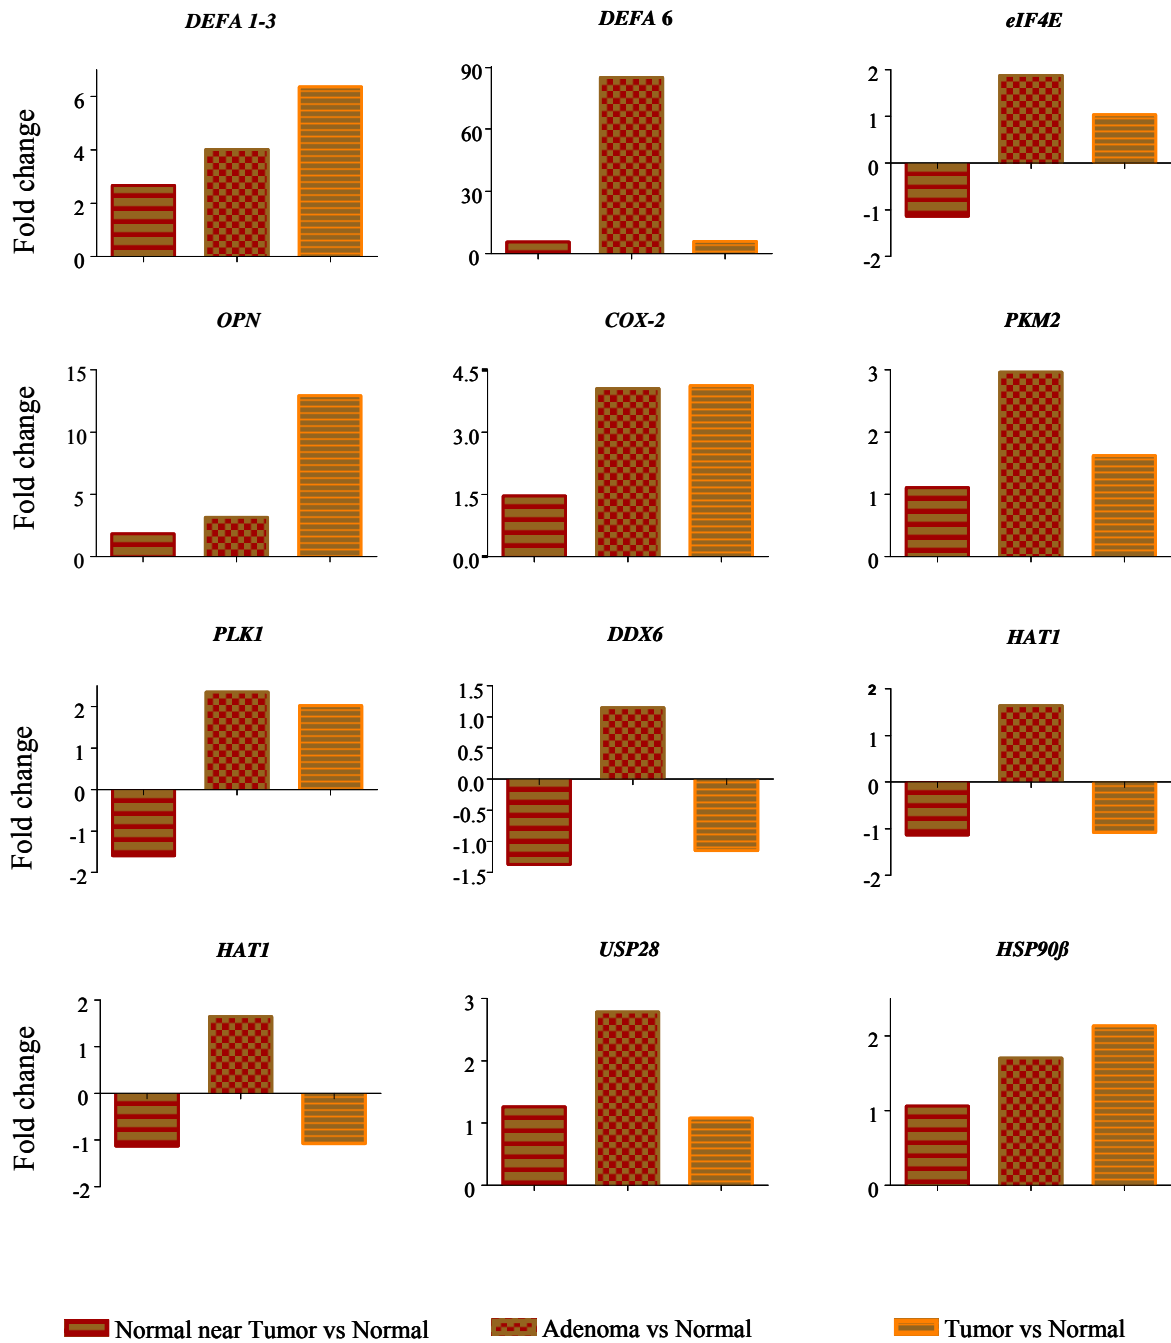 DEFA 1-3
DEFA 6
eIF4E
Fold change
6
4
2
0
90
60
30
0
2
1
0
-1
-2
OPN
COX-2
PKM2
Fold change
15
10
5
0
4.5
3.0
1.5
0.0
3
2
1
0
PLK1
DDX6
HAT1
Fold change
2
1
0
-1
-2
1.5
1.0
0.5
0.0
-0.5
-1.0
-1.5
2
1
0
-1
-2
HAT1
USP28
HSP90β
Fold change
2
1
0
-1
-2
3
2
1
0
2
1
0
Normal near Tumor vs Normal
Adenoma vs Normal
Tumor vs Normal